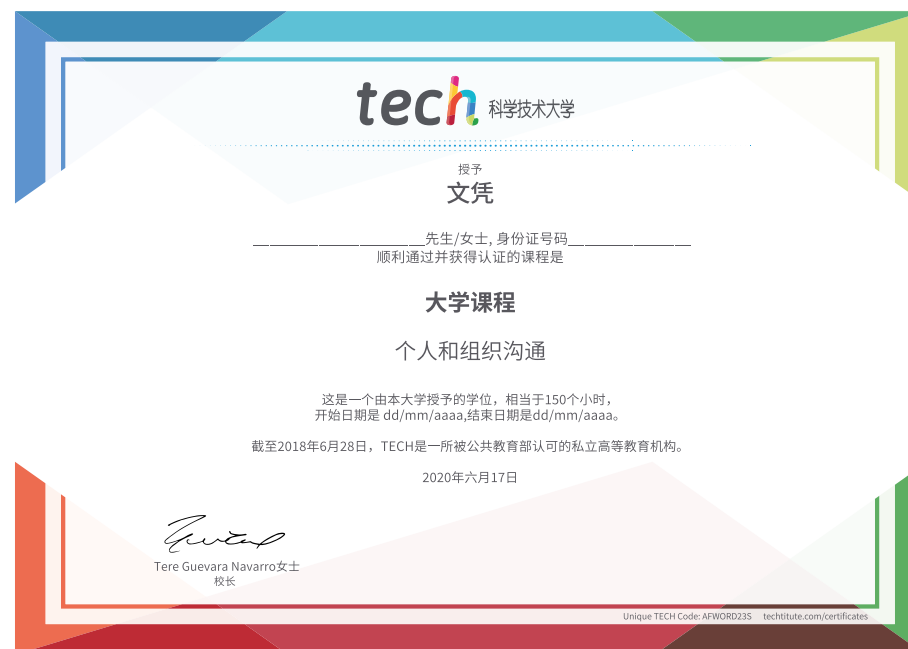 tech 科学技术大学
授予
文凭
______________________先生/女士, 身份证号码________________
顺利通过并获得认证的课程是
大学课程
个人和组织沟通
这是一个由本大学授予的学位，相当于150个小时，
开始日期是 dd/mm/aaaa,结束日期是dd/mm/aaaa。
截至2018年6月28日，TECH是一所被公共教育部认可的私立高等教育机构。
2020年六月17日
Tere Guevara Navarro女士
校长
Unique TECH Code: AFWORD23S techtitute.com/certificates